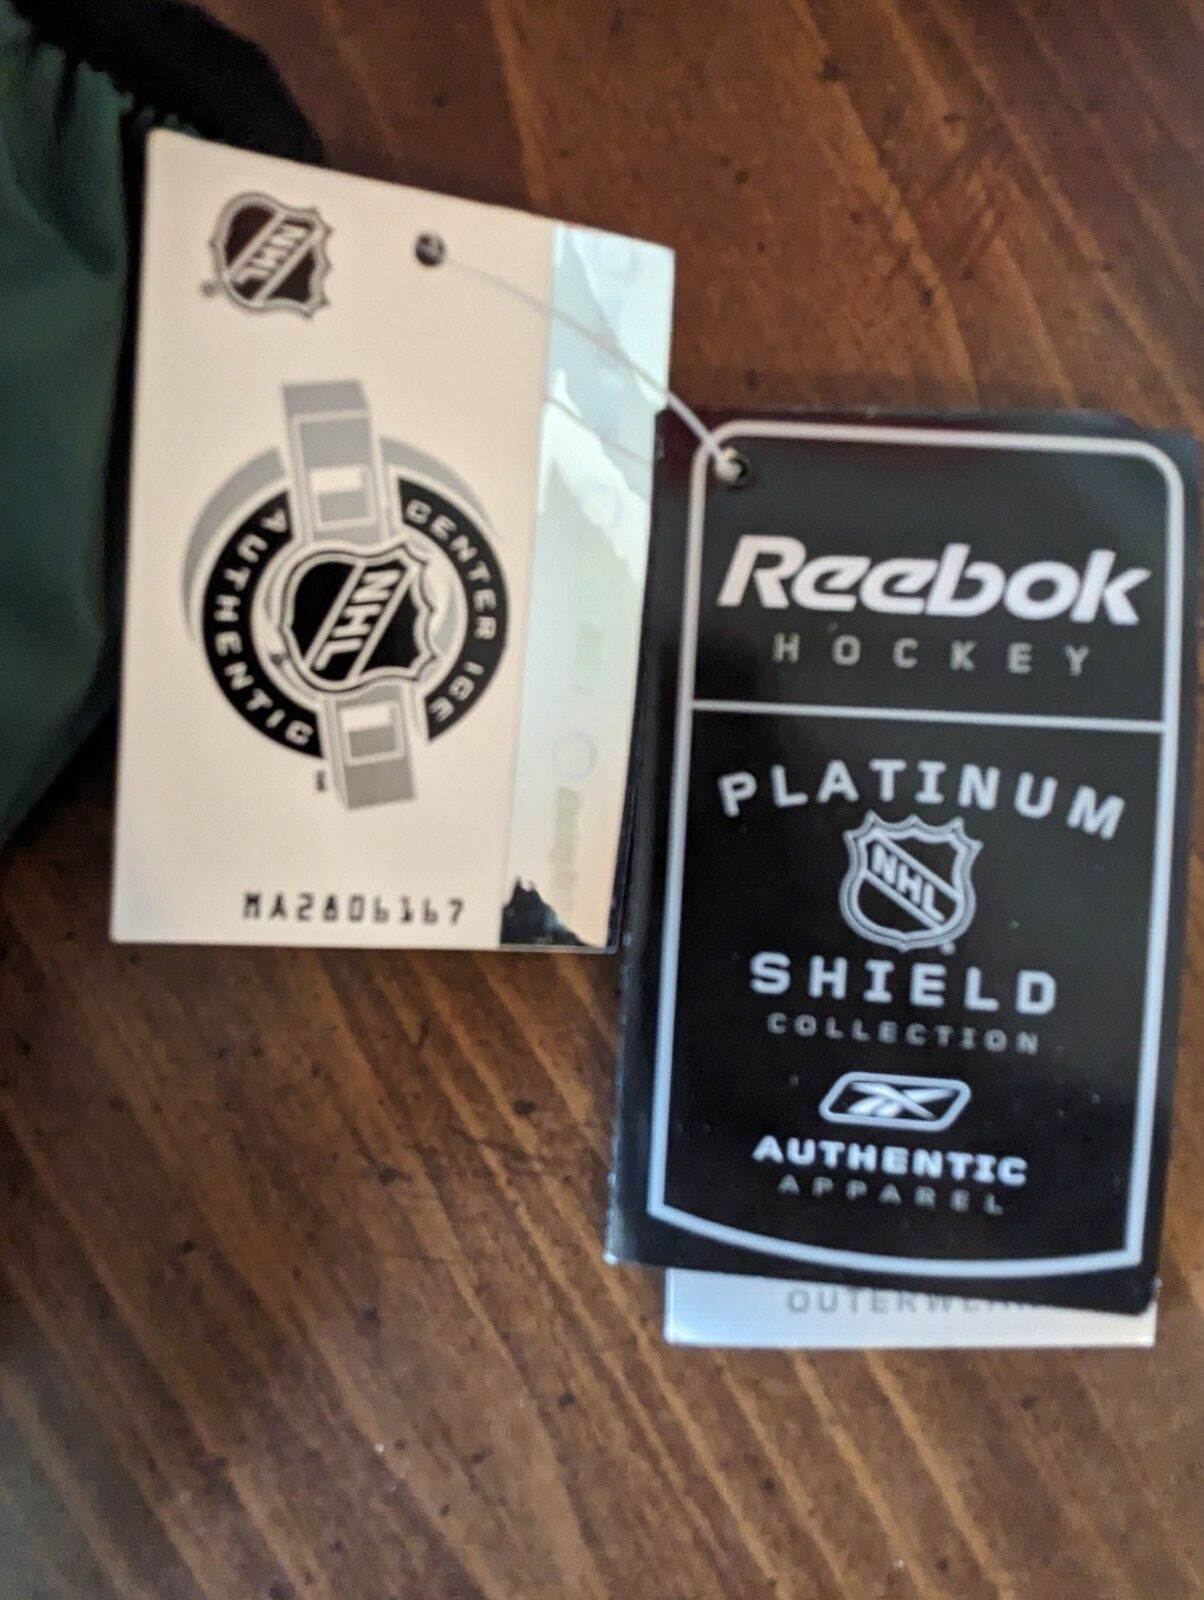 NHL
CENTER ICE
AUTHENTIC
NHL
MA2806167
Reebok
HOCKEY
PLATINUM
NHL
SHIELD
COLLECTION
AUTHENTIC
APPAREL
OUTERWEAR